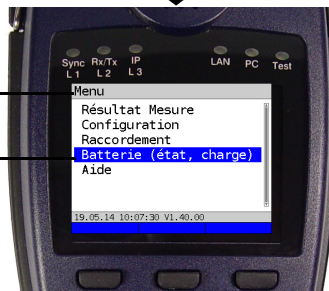 Sync Rx/Tx IP LAN PC Test
L 1 L 2 L 3
Menu
Résultat Mesure
Configuration
Raccordement
Batterie (état, charge)
Aide
19.05.14 10:07:30 V1.40.00